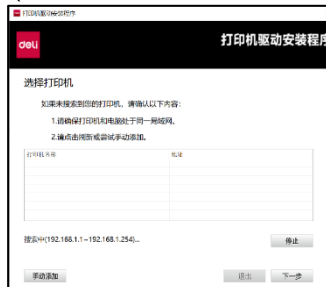 打印机驱动安装程序
deli
打印机驱动安装程序
选择打印机
如果未搜索到您的打印机,请确认以下内容:
1.请确保打印机和电脑处于同一局域网。
2.请点击刷新或尝试手动添加。
打印机名称
地址
搜索中(192.168.1.1~192.168.1.254)...
停止
手动添加
退出
下一步